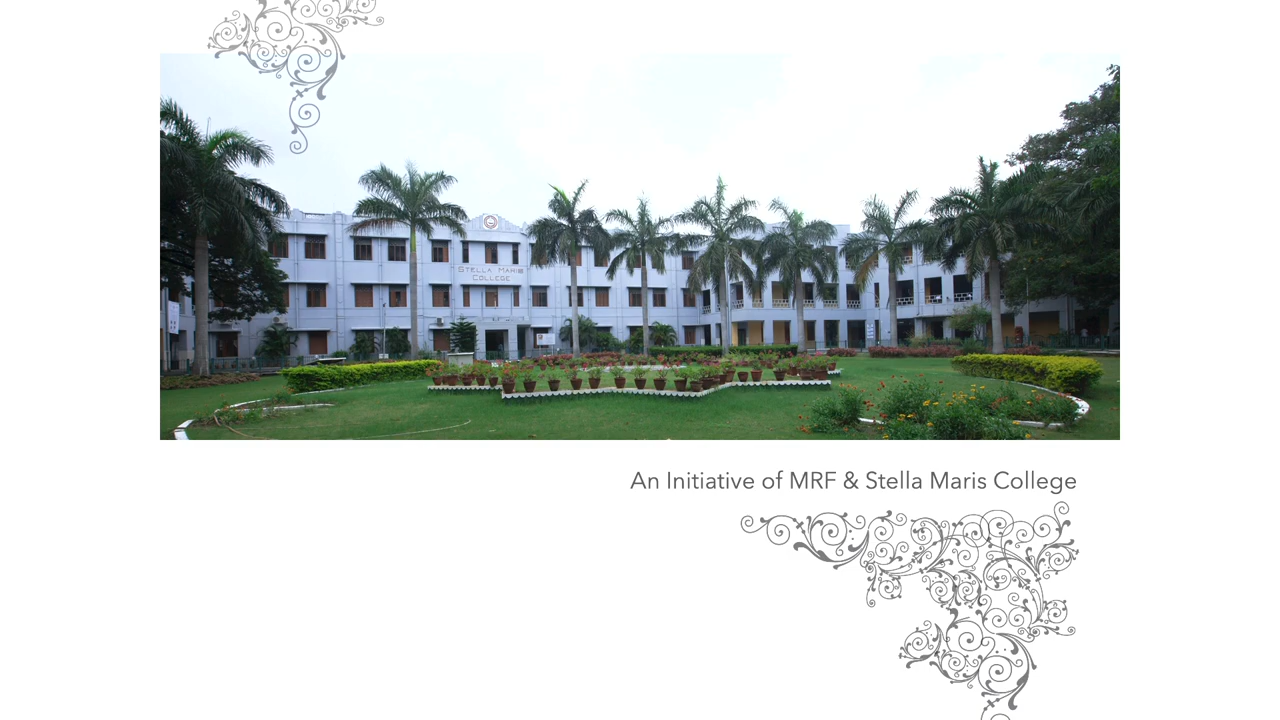 STELLA MARIS
COLLEGE
An Initiative of MRF & Stella Maris College